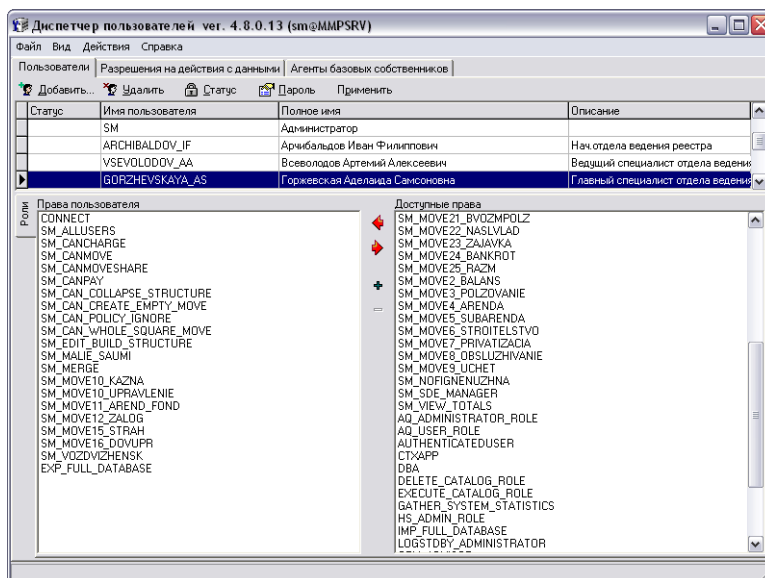 Диспетчер пользователей ver. 4.8.0.13 (sm@MMPSRV)
Файл Вид Действия Справка
Пользователи Разрешения на действия с данными Агенты базовых собственников
Добавить... Удалить Статус Пароль Применить
Статус Имя пользователя Полное имя Описание
SM Администратор
ARCHIBALDOV_IF Арчибальдов Иван Филиппович Нач.отдела ведения реестра
VSEVOLODOV_AA Всеволодов Артемий Алексеевич Ведущий специалист отдела ведения
GORZHEVSKAYA_AS Горжевская Аделаида Самсоновна Главный специалист отдела ведения
Роли
Права пользователя
CONNECT
SM_ALLUSERS
SM_CANCHARGE
SM_CANMOVE
SM_CANMOVESHARE
SM_CANPAY
SM_CAN_COLLAPSE_STRUCTURE
SM_CAN_CREATE_EMPTY_MOVE
SM_CAN_POLICY_IGNORE
SM_CAN_WHOLE_SQUARE_MOVE
SM_EDIT_BUILD_STRUCTURE
SM_MALIE_SAUMI
SM_MERGE
SM_MOVE10_KAZNA
SM_MOVE10_UPRAVLENIE
SM_MOVE11_AREND_FOND
SM_MOVE12_ZALOG
SM_MOVE15_STRAH
SM_MOVE16_DOVUPR
SM_VOZDVIZHENSK
EXP_FULL_DATABASE
Доступные права
SM_MOVE21_BVOZMPOLZ
SM_MOVE22_NASLVLAD
SM_MOVE23_ZAJAVKA
SM_MOVE24_BANKROT
SM_MOVE25_RAZM
SM_MOVE2_BALANS
SM_MOVE3_POLZOVANIE
SM_MOVE4_ARENDA
SM_MOVE5_SUBARENDA
SM_MOVE6_STROITELSTVO
SM_MOVE7_PRIVATIZACIA
SM_MOVE8_OBSLUZHIVANIE
SM_MOVE9_UCHET
SM_NOFIGNENUZHNA
SM_SDE_MANAGER
SM_VIEW_TOTALS
AQ_ADMINISTRATOR_ROLE
AQ_USER_ROLE
AUTHENTICATEDUSER
CTXAPP
DBA
DELETE_CATALOG_ROLE
EXECUTE_CATALOG_ROLE
GATHER_SYSTEM_STATISTICS
HS_ADMIN_ROLE
IMP_FULL_DATABASE
LOGSTDBY_ADMINISTRATOR